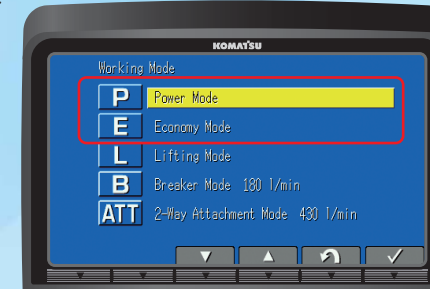 KOMATSU
Working Mode
P Power Mode
E Economy Mode
L Lifting Mode
B Breaker Mode 180 l/min
ATT 2-Way Attachment Mode 430 l/min